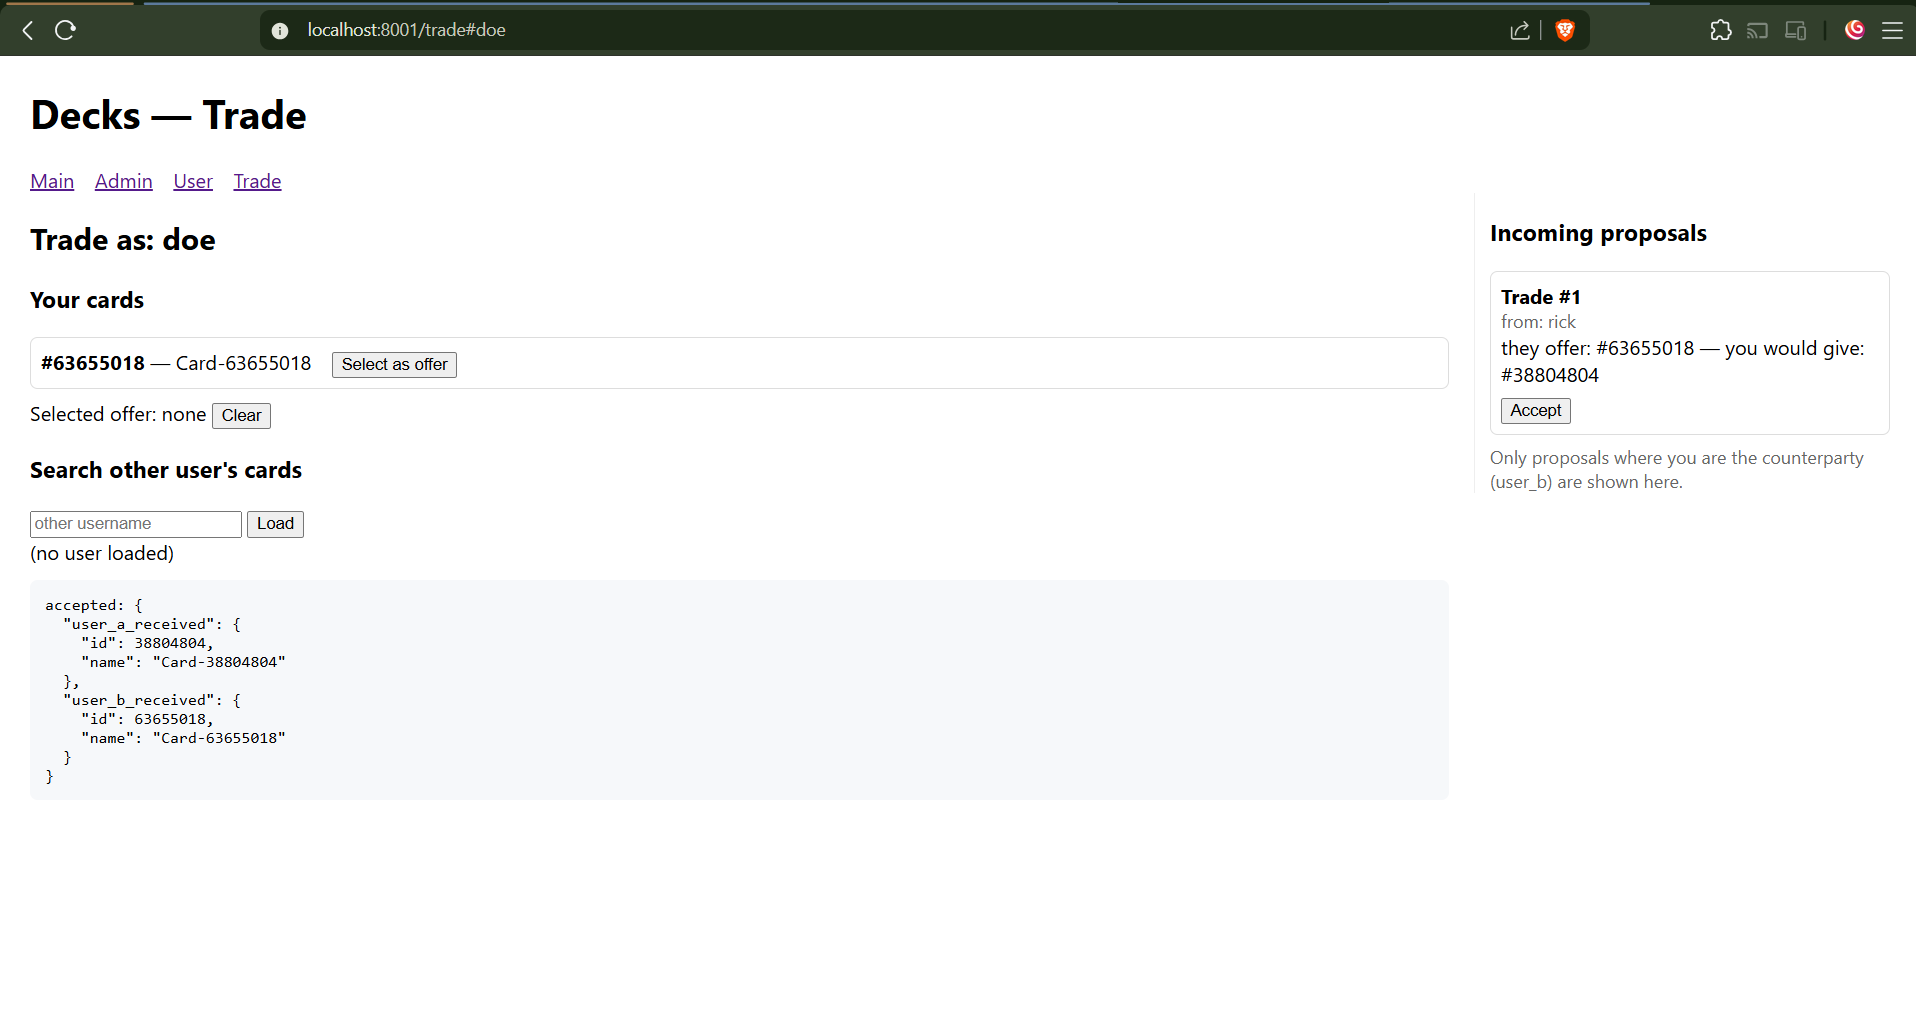 localhost:8001/trade#doe
Decks — Trade
Main Admin User Trade
Trade as: doe
Your cards
#63655018 — Card-63655018 Select as offer
Selected offer: none Clear
Search other user's cards
other username Load
(no user loaded)
accepted: {
  "user_a_received": {
    "id": 38804804,
    "name": "Card-38804804"
  },
  "user_b_received": {
    "id": 63655018,
    "name": "Card-63655018"
  }
}
Incoming proposals
Trade #1
from: rick
they offer: #63655018 — you would give:
#38804804
Accept
Only proposals where you are the counterparty
(user_b) are shown here.